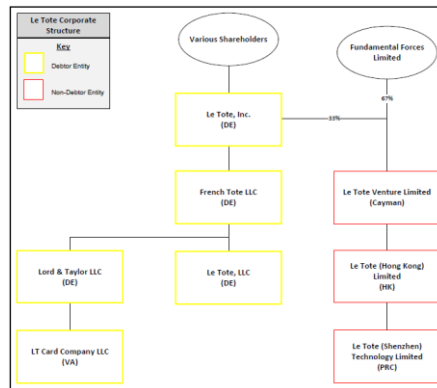 Le Tote Corporate
Structure
Key
Debtor Entity
Non-Debtor Entity
Various Shareholders
Fundamental Forces
Limited
67%
Le Tote, Inc.
(DE)
33%
French Tote LLC
(DE)
Le Tote Venture Limited
(Cayman)
Lord & Taylor LLC
(DE)
Le Tote, LLC
(DE)
Le Tote (Hong Kong)
Limited
(HK)
LT Card Company LLC
(VA)
Le Tote (Shenzhen)
Technology Limited
(PRC)